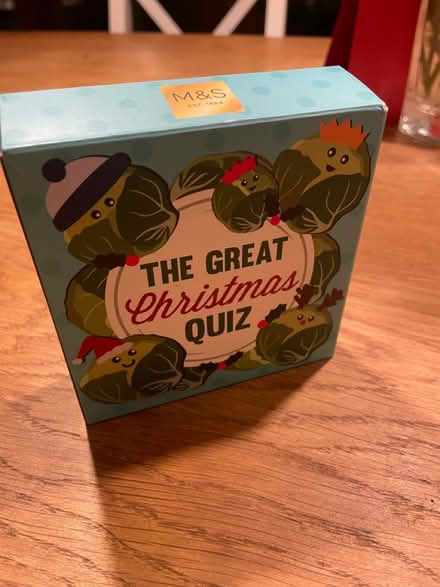 M&S
EST. 1884
THE GREAT
Christmas
QUIZ